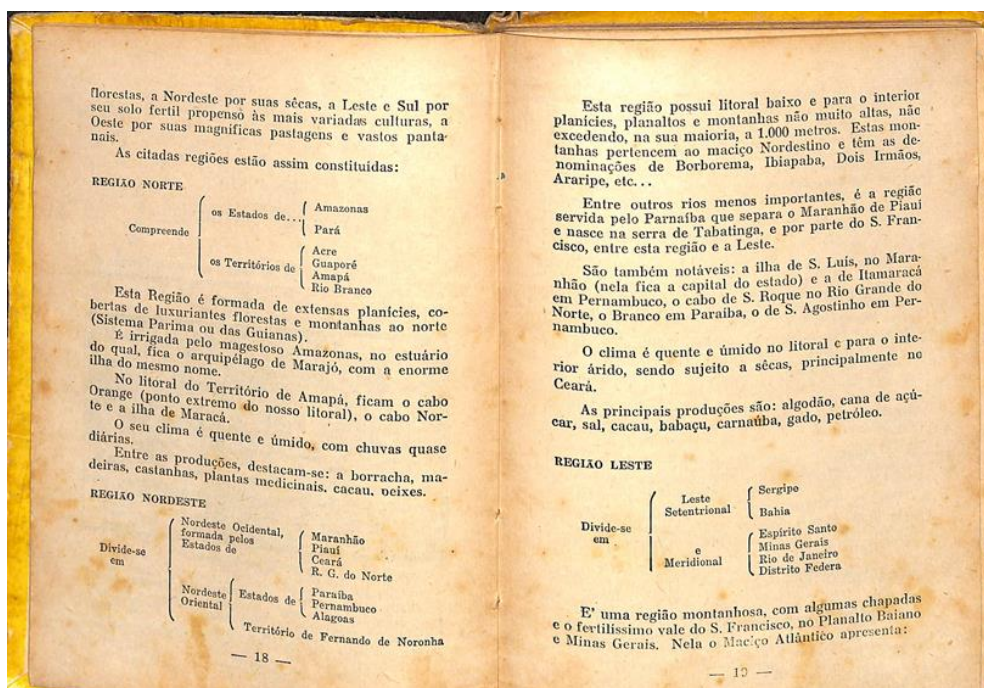 florestas, a Nordeste por suas sêcas, a Leste e Sul por
seu solo fertil propenso às mais variadas culturas, a
Oeste por suas magníficas pastagens e vastos panta-
nais.
As citadas regiões estão assim constituídas:
REGIÃO NORTE
Compreende
os Estados de...
Amazonas
Pará
os Territórios de
Acre
Guaporé
Amapá
Rio Branco
Esta Região é formada de extensas planícies, co-
bertas de luxuriantes florestas e montanhas ao norte
(Sistema Parima ou das Guianas).
É irrigada pelo magestoso Amazonas, no estuário
do qual, fica o arquipélago de Marajó, com a enorme
ilha do mesmo nome.
No litoral do Território de Amapá, ficam o cabo
Orange (ponto extremo do nosso litoral), o cabo Nor-
te e a ilha de Maracá.
O seu clima é quente e úmido, com chuvas quase
diárias.
Entre as produções, destacam-se: a borracha, ma-
deiras, castanhas, plantas medicinais, cacau, peixes.
REGIÃO NORDESTE
Divide-se
em
Nordeste Ocidental,
formada pelos
Estados de
Maranhão
Piauí
Ceará
R. G. do Norte
Nordeste
Oriental
Estados de
Paraíba
Pernambuco
Alagoas
Território de Fernando de Noronha
— 18 —
Esta região possui litoral baixo e para o interior
planícies, planaltos e montanhas não muito altas, não
excedendo, na sua maioria, a 1.000 metros. Estas mon-
tanhas pertencem ao maciço Nordestino e têm as de-
nominações de Borborema, Ibiapaba, Dois Irmãos,
Araripe, etc...
Entre outros rios menos importantes, é a região
servida pelo Parnaíba que separa o Maranhão de Piauí
e nasce na serra de Tabatinga, e por parte do S. Fran-
cisco, entre esta região e a Leste.
São também notáveis: a ilha de S. Luís, no Mara-
nhão (nela fica a capital do estado) e a de Itamaracá
em Pernambuco, o cabo de S. Roque no Rio Grande do
Norte, o Branco em Paraíba, o de S. Agostinho em Per-
nambuco.
O clima é quente e úmido no litoral e para o inte-
rior árido, sendo sujeito a sêcas, principalmente no
Ceará.
As principais produções são: algodão, cana de açú-
car, sal, cacau, babaçu, carnaúba, gado, petróleo.
REGIÃO LESTE
Divide-se
em
Leste
Setentrional
Sergipe
Bahia
e
Meridional
Espírito Santo
Minas Gerais
Rio de Janeiro
Distrito Federa
E' uma região montanhosa, com algumas chapadas
e o fertilissimo vale do S. Francisco, no Planalto Baiano
e Minas Gerais. Nela o Maciço Atlântico apresenta:
— 19 —